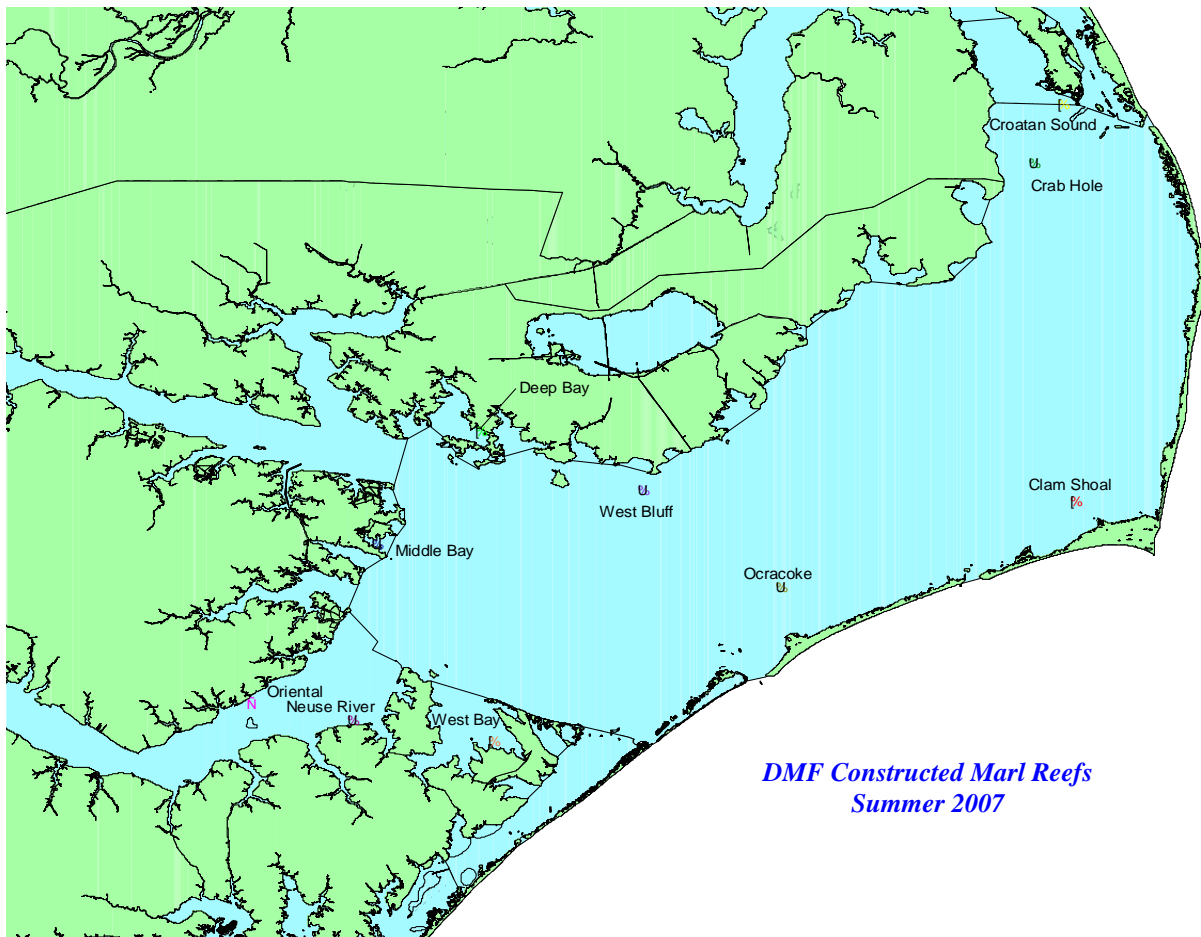 Croatan Sound
Crab Hole
Deep Bay
Clam Shoal
West Bluff
Middle Bay
Ocracoke
Oriental
N
Neuse River
West Bay
DMF Constructed Marl Reefs
Summer 2007